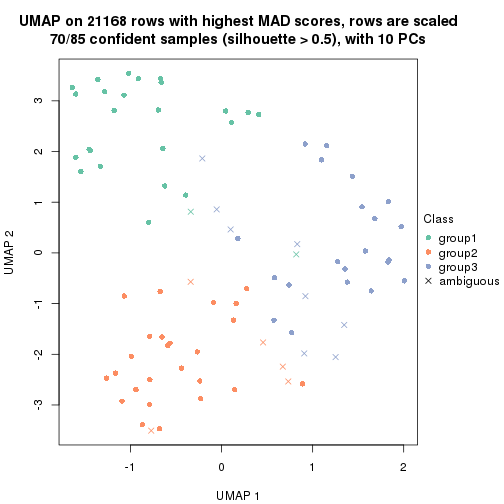 UMAP on 21168 rows with highest MAD scores, rows are scaled
70/85 confident samples (silhouette > 0.5), with 10 PCs
3
2
1
0
-1
-2
-3
UMAP 2
-1
0
1
2
UMAP 1
Class
group1
group2
group3
ambiguous